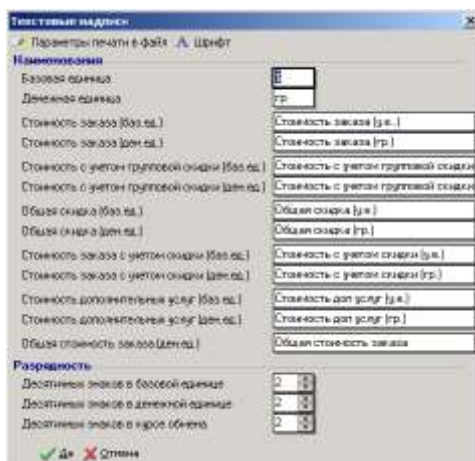 Текстовые надписи
Параметры печати в файл А Шрифт
Наименования
Базовая единица
Денежная единица гр.
Стоимость заказа (баз.ед.) Стоимость заказа (у.е.)
Стоимость заказа (ден.ед.) Стоимость заказа (гр.)
Стоимость с учетом групповой скидки (баз.ед.) Стоимость с учетом групповой скидки
Стоимость с учетом групповой скидки (ден.ед.) Стоимость с учетом групповой скидки
Общая скидка (баз.ед.) Общая скидка (у.е.)
Общая скидка (ден.ед.) Общая скидка (гр.)
Стоимость заказа с учетом скидки (баз.ед.) Стоимость с учетом скидки (у.е.)
Стоимость заказа с учетом скидки (ден.ед.) Стоимость с учетом скидки (гр.)
Стоимость дополнительных услуг (баз.ед.) Стоимость доп услуг (у.е.)
Стоимость дополнительных услуг (ден.ед.) Стоимость доп услуг (гр.)
Общая стоимость заказа (ден.ед.) Общая стоимость заказа
Разрядность
Десятичных знаков в базовой единице 2
Десятичных знаков в денежной единице 2
Десятичных знаков в курсе обмена 2
Да Отмена